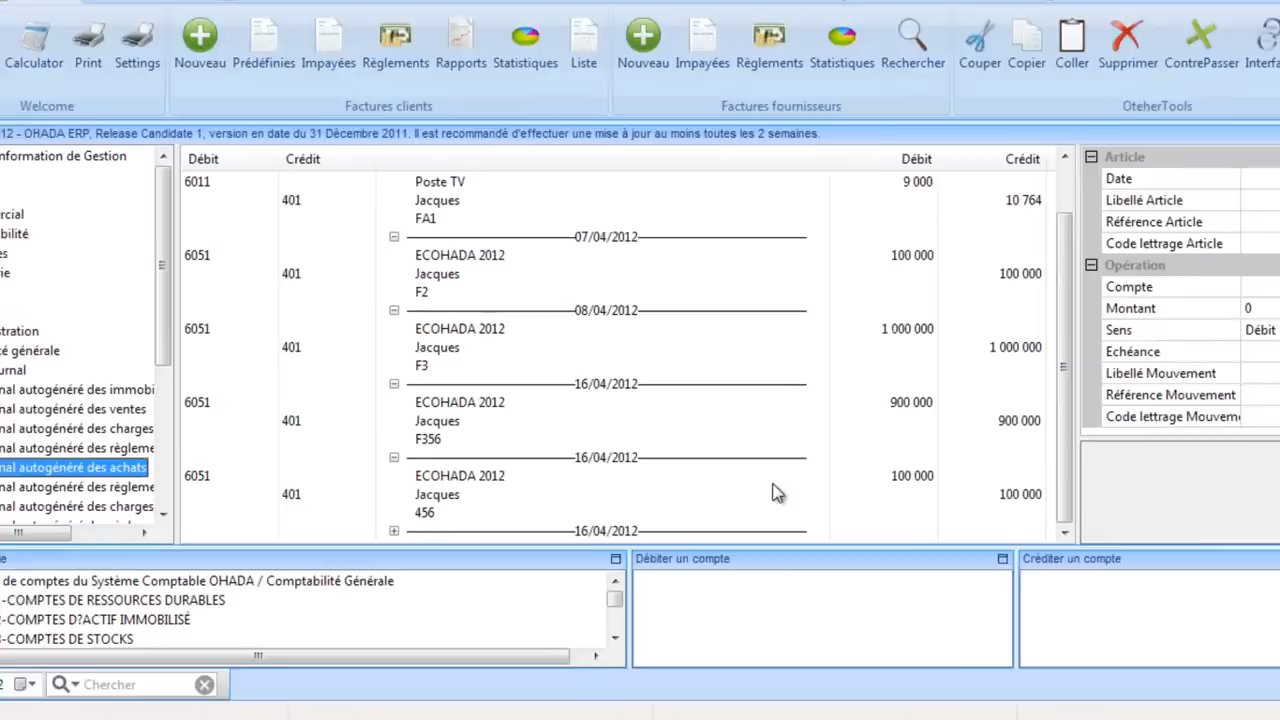 Calculator Print Settings Nouveau Prédéfinies Impayées Règlements Rapports Statistiques Liste Nouveau Impayées Règlements Statistiques Rechercher Couper Copier Coller Supprimer ContrePasser Interfa
Welcome Factures clients Factures fournisseurs OteherTools
12 - OHADA ERP, Release Candidate 1, version en date du 31 Décembre 2011. Il est recommandé d'effectuer une mise à jour au moins toutes les 2 semaines.
nformation de Gestion
rcial
bilité
es
rie
stration
té générale
urnal
nal autogénéré des immobi
nal autogénéré des ventes
nal autogénéré des charges
nal autogénéré des règleme
nal autogénéré des achats
nal autogénéré des règleme
nal autogénéré des charges
Débit Crédit Débit Crédit
6011 Poste TV 9 000
401 Jacques 10 764
FA1
07/04/2012
6051 ECOHADA 2012 100 000
401 Jacques 100 000
F2
08/04/2012
6051 ECOHADA 2012 1 000 000
401 Jacques 1 000 000
F3
16/04/2012
6051 ECOHADA 2012 900 000
401 Jacques 900 000
F356
16/04/2012
6051 ECOHADA 2012 100 000
401 Jacques 100 000
456
16/04/2012
Article
Date
Libellé Article
Référence Article
Code lettrage Article
Opération
Compte
Montant 0
Sens Débit
Echéance
Libellé Mouvement
Référence Mouvement
Code lettrage Mouveme
e
de comptes du Système Comptable OHADA / Comptabilité Générale
-COMPTES DE RESSOURCES DURABLES
-COMPTES D?ACTIF IMMOBILISÉ
-COMPTES DE STOCKS
Débiter un compte
Créditer un compte
2 Chercher